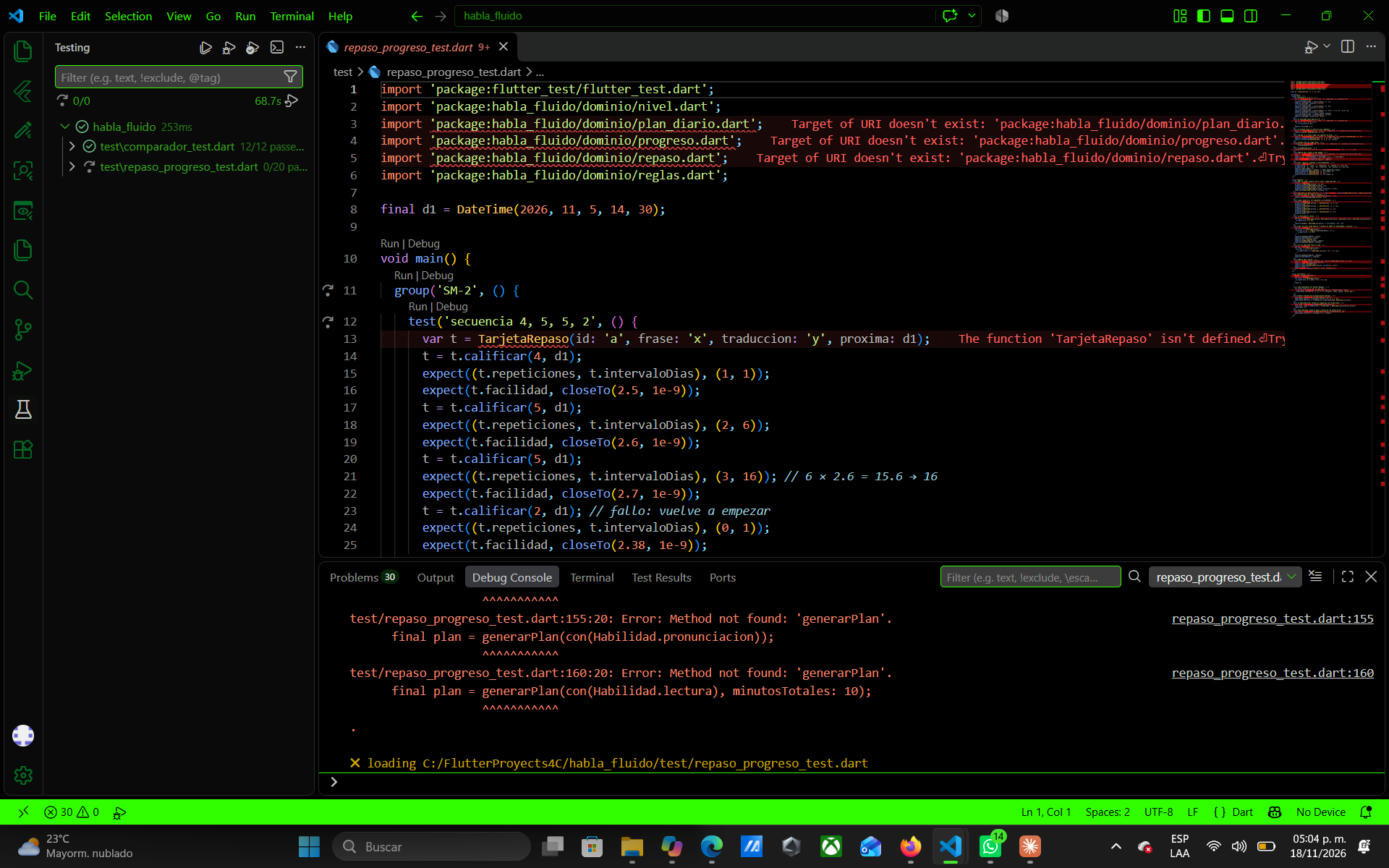 File Edit Selection View Go Run Terminal Help
habla_fluido
Testing
Filter (e.g. text, !exclude, @tag)
0/0
68.7s
habla_fluido 253ms
test\comparador_test.dart 12/12 passe...
test\repaso_progreso_test.dart 0/20 pa...
repaso_progreso_test.dart 9+
test > repaso_progreso_test.dart > ...
1 import 'package:flutter_test/flutter_test.dart';
2 import 'package:habla_fluido/dominio/nivel.dart';
3 import 'package:habla_fluido/dominio/plan_diario.dart'; Target of URI doesn't exist: 'package:habla_fluido/dominio/plan_diario.
4 import 'package:habla_fluido/dominio/progreso.dart'; Target of URI doesn't exist: 'package:habla_fluido/dominio/progreso.dart'.
5 import 'package:habla_fluido/dominio/repaso.dart'; Target of URI doesn't exist: 'package:habla_fluido/dominio/repaso.dart'.⏎Try
6 import 'package:habla_fluido/dominio/reglas.dart';
7
8 final d1 = DateTime(2026, 11, 5, 14, 30);
9
Run | Debug
10 void main() {
Run | Debug
11 group('SM-2', () {
Run | Debug
12 test('secuencia 4, 5, 5, 2', () {
13 var t = TarjetaRepaso(id: 'a', frase: 'x', traduccion: 'y', proxima: d1); The function 'TarjetaRepaso' isn't defined.⏎Try
14 t = t.calificar(4, d1);
15 expect((t.repeticiones, t.intervaloDias), (1, 1));
16 expect(t.facilidad, closeTo(2.5, 1e-9));
17 t = t.calificar(5, d1);
18 expect((t.repeticiones, t.intervaloDias), (2, 6));
19 expect(t.facilidad, closeTo(2.6, 1e-9));
20 t = t.calificar(5, d1);
21 expect((t.repeticiones, t.intervaloDias), (3, 16)); // 6 × 2.6 = 15.6 → 16
22 expect(t.facilidad, closeTo(2.7, 1e-9));
23 t = t.calificar(2, d1); // fallo: vuelve a empezar
24 expect((t.repeticiones, t.intervaloDias), (0, 1));
25 expect(t.facilidad, closeTo(2.38, 1e-9));
Problems 30 Output Debug Console Terminal Test Results Ports
Filter (e.g. text, !exclude, \esca...
repaso_progreso_test.d
^^^^^^^^^^^
test/repaso_progreso_test.dart:155:20: Error: Method not found: 'generarPlan'. repaso_progreso_test.dart:155
final plan = generarPlan(con(Habilidad.pronunciacion));
^^^^^^^^^^^
test/repaso_progreso_test.dart:160:20: Error: Method not found: 'generarPlan'. repaso_progreso_test.dart:160
final plan = generarPlan(con(Habilidad.lectura), minutosTotales: 10);
^^^^^^^^^^^
.
✕ loading C:/FlutterProyects4C/habla_fluido/test/repaso_progreso_test.dart
>
30 0
Ln 1, Col 1 Spaces: 2 UTF-8 LF { } Dart No Device
23°C
Mayorm. nublado
Buscar
14
ESP
LAA
05:04 p. m.
18/11/2026